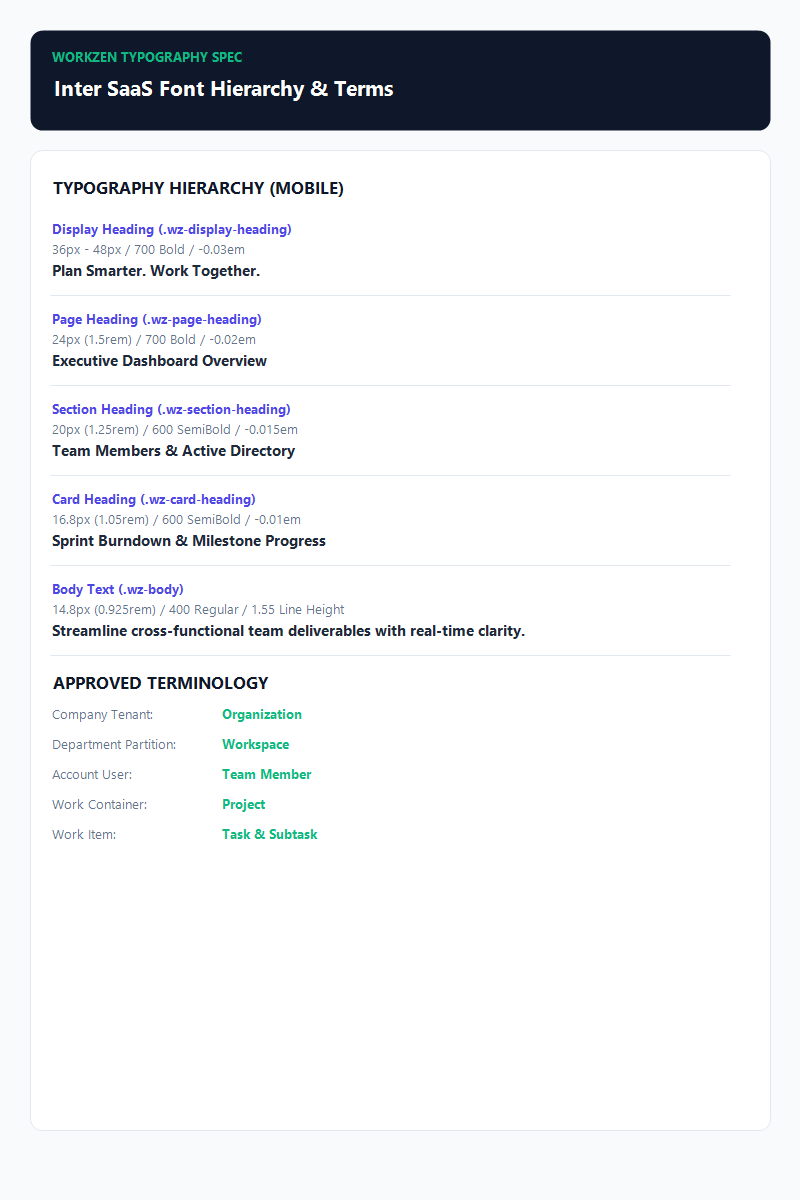 WORKZEN TYPOGRAPHY SPEC
Inter SaaS Font Hierarchy & Terms
TYPOGRAPHY HIERARCHY (MOBILE)
Display Heading (.wz-display-heading)
36px - 48px / 700 Bold / -0.03em
Plan Smarter. Work Together.
Page Heading (.wz-page-heading)
24px (1.5rem) / 700 Bold / -0.02em
Executive Dashboard Overview
Section Heading (.wz-section-heading)
20px (1.25rem) / 600 SemiBold / -0.015em
Team Members & Active Directory
Card Heading (.wz-card-heading)
16.8px (1.05rem) / 600 SemiBold / -0.01em
Sprint Burndown & Milestone Progress
Body Text (.wz-body)
14.8px (0.925rem) / 400 Regular / 1.55 Line Height
Streamline cross-functional team deliverables with real-time clarity.
APPROVED TERMINOLOGY
Company Tenant: Organization
Department Partition: Workspace
Account User: Team Member
Work Container: Project
Work Item: Task & Subtask